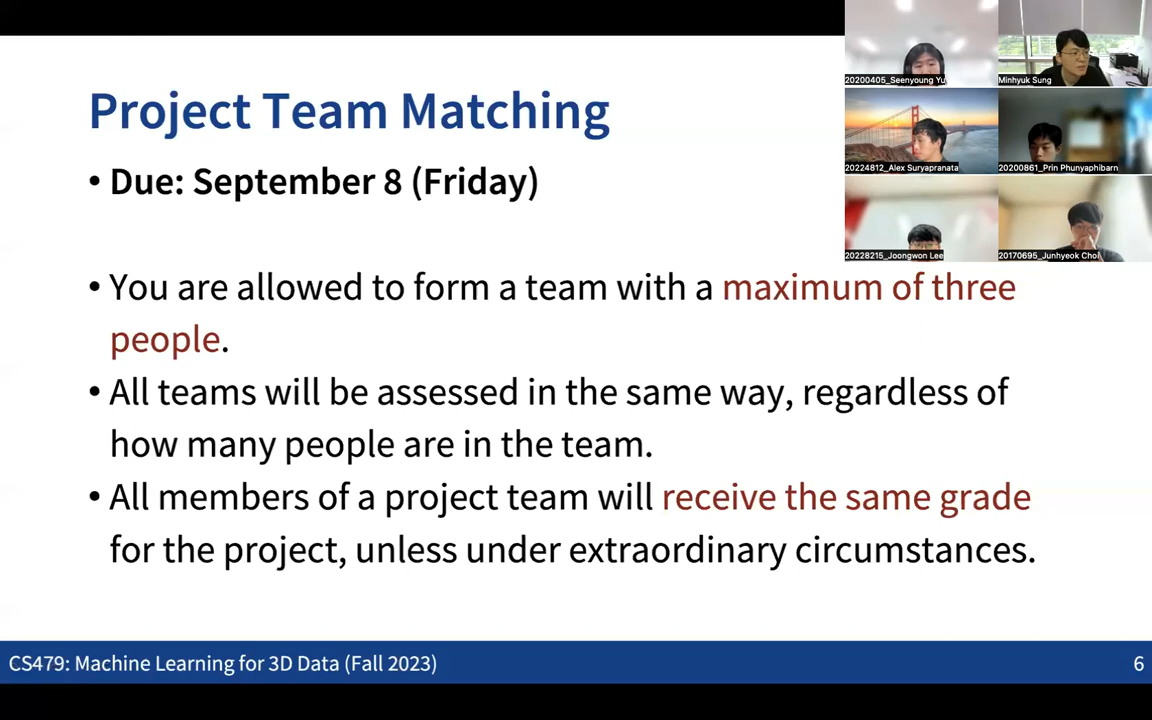 Project Team Matching
• Due: September 8 (Friday)
• You are allowed to form a team with a maximum of three
people.
• All teams will be assessed in the same way, regardless of
how many people are in the team.
• All members of a project team will receive the same grade
for the project, unless under extraordinary circumstances.
20200405_Seenyoung Yu
Minhyuk Sung
20224812_Alex Suryapranata
20200861_Prin Phunyaphibarn
20228215_Joongwon Lee
20170695_Junhyeok Choi
CS479: Machine Learning for 3D Data (Fall 2023)
6